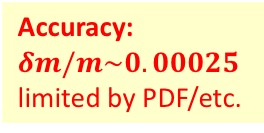 Accuracy:
𝜹𝒎/𝒎~𝟎.𝟎𝟎𝟎𝟐𝟓
limited by PDF/etc.